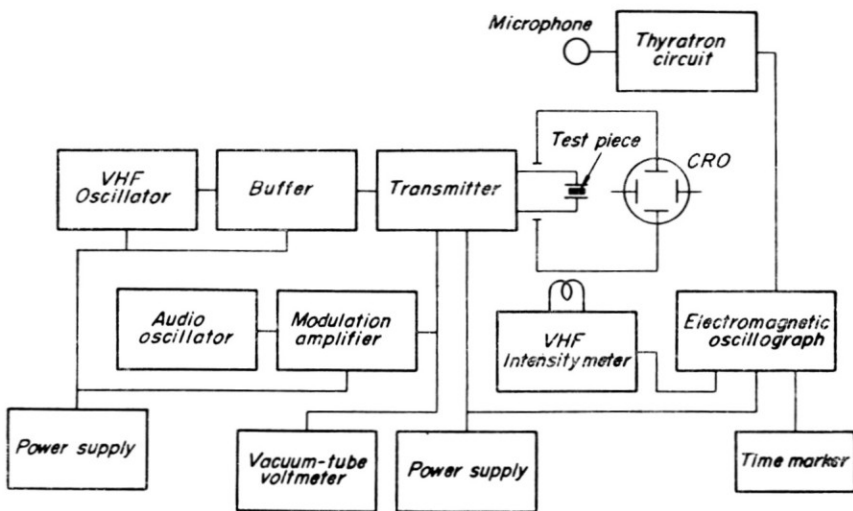 Microphone
Thyratron
circuit
Test piece
CRO
VHF
Oscillator
Buffer
Transmitter
Audio
oscillator
Modulation
amplifier
VHF
Intensity meter
Electromagnetic
oscillograph
Power supply
Vacuum-tube
voltmeter
Power supply
Time marker